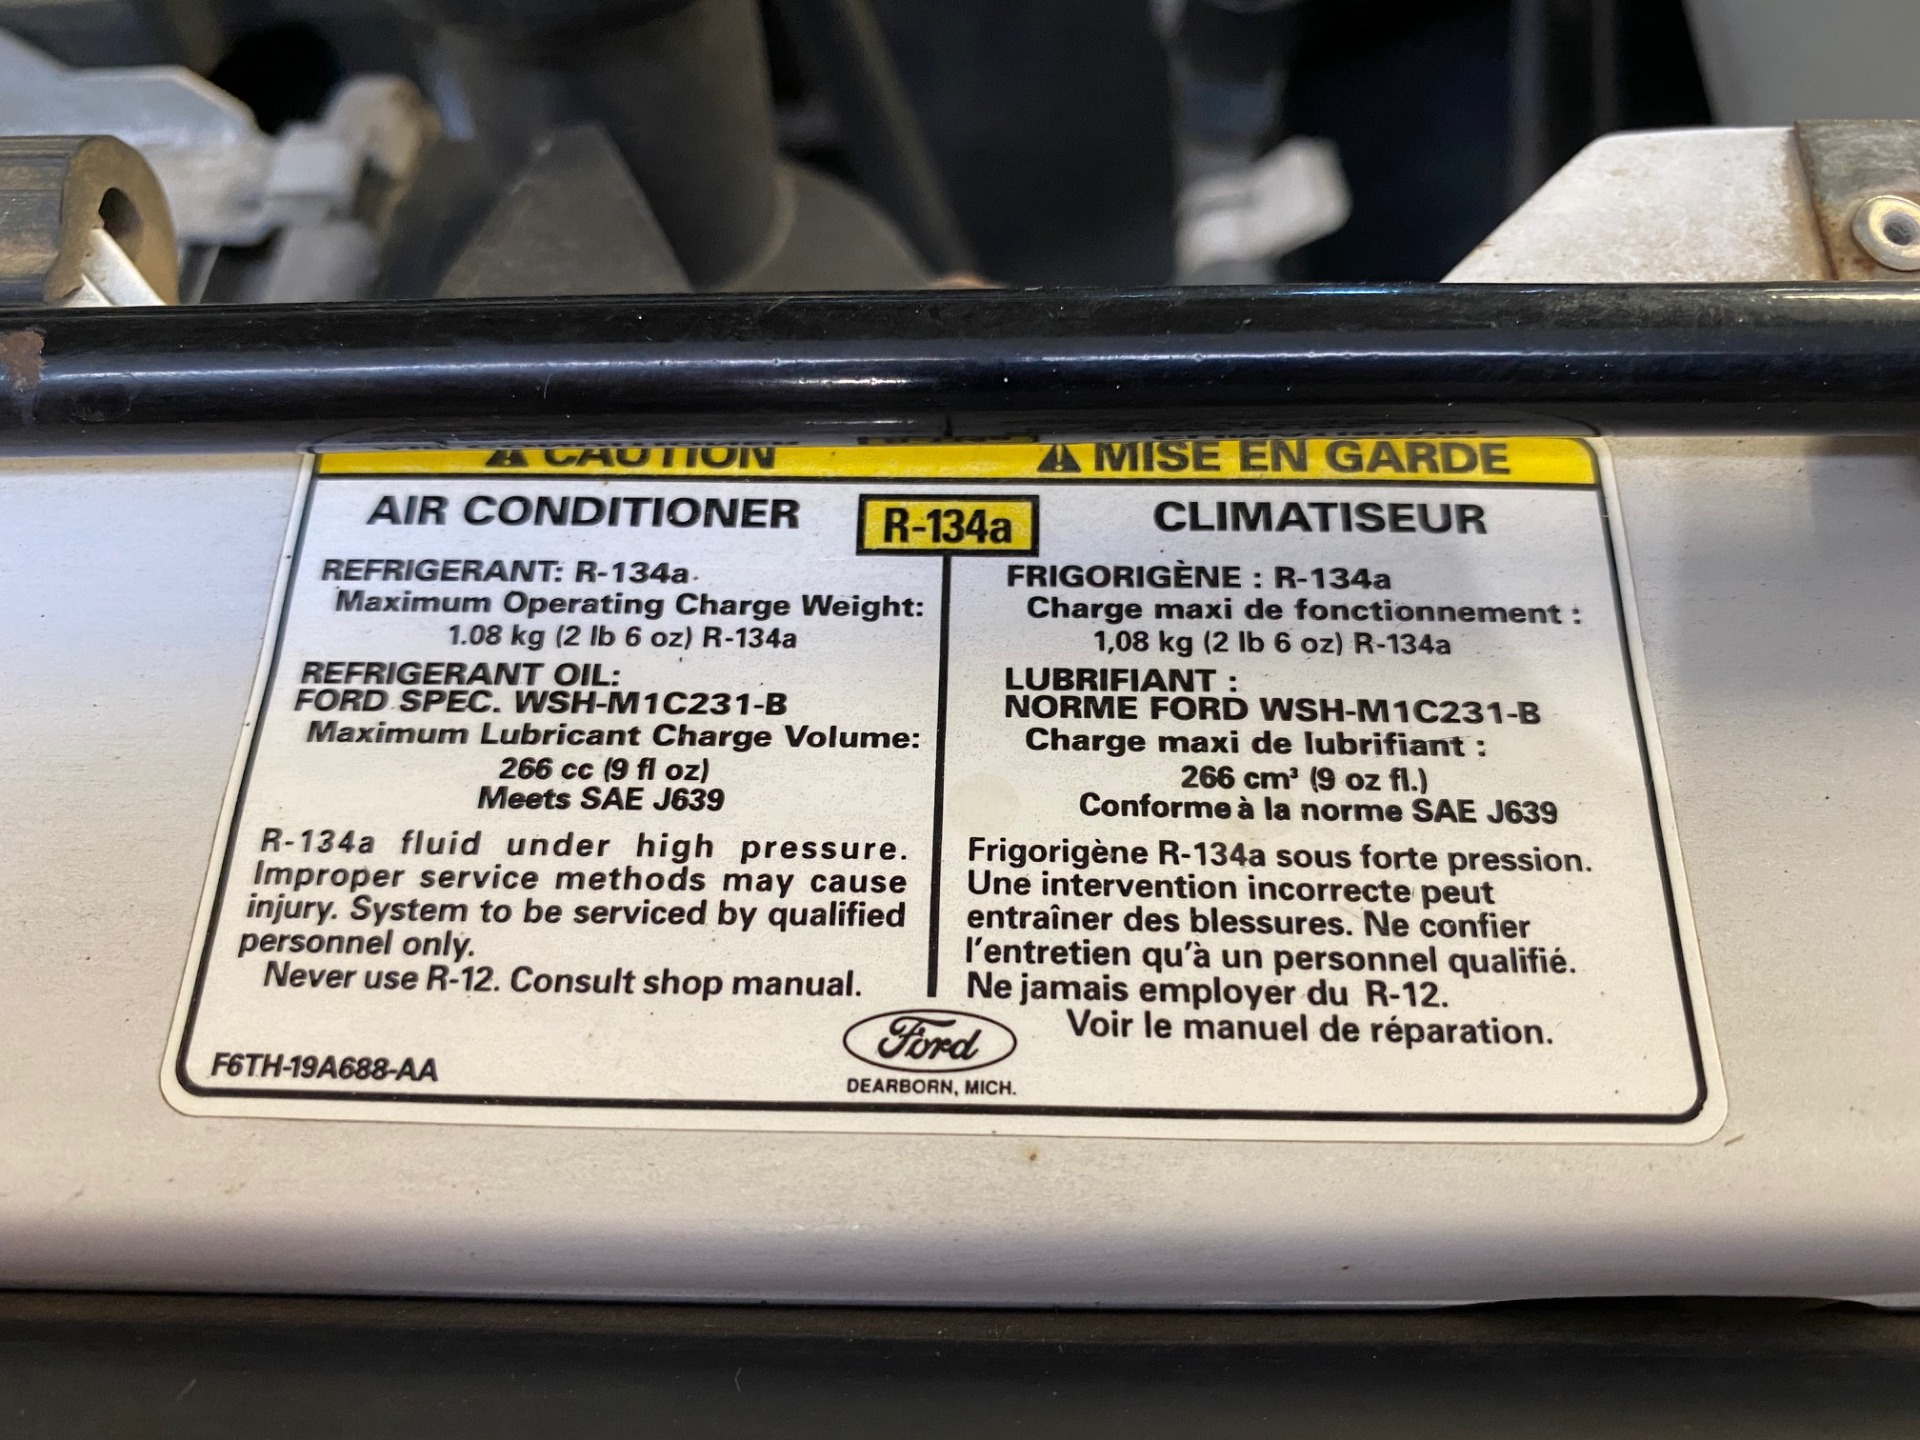 CAUTION
MISE EN GARDE
R-134a
AIR CONDITIONER
REFRIGERANT: R-134a
Maximum Operating Charge Weight:
1.08 kg (2 lb 6 oz) R-134a
REFRIGERANT OIL:
FORD SPEC. WSH-M1C231-B
Maximum Lubricant Charge Volume:
266 cc (9 fl oz)
Meets SAE J639
R-134a fluid under high pressure.
Improper service methods may cause
injury. System to be serviced by qualified
personnel only.
Never use R-12. Consult shop manual.
F6TH-19A688-AA
CLIMATISEUR
FRIGORIGÈNE : R-134a
Charge maxi de fonctionnement :
1,08 kg (2 lb 6 oz) R-134a
LUBRIFIANT :
NORME FORD WSH-M1C231-B
Charge maxi de lubrifiant :
266 cm³ (9 oz fl.)
Conforme à la norme SAE J639
Frigorigène R-134a sous forte pression.
Une intervention incorrecte peut
entraîner des blessures. Ne confier
l'entretien qu'à un personnel qualifié.
Ne jamais employer du R-12.
Voir le manuel de réparation.
Ford
DEARBORN, MICH.